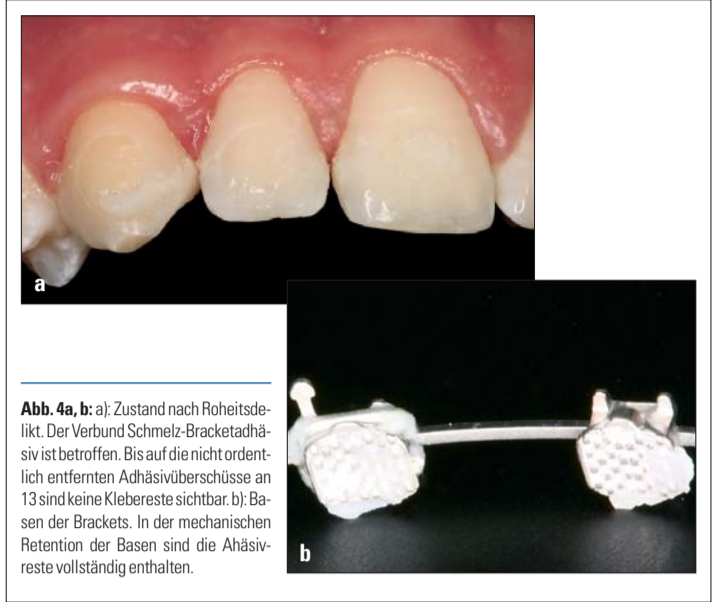 a
b
Abb. 4a, b: a): Zustand nach Roheitsde-
likt. Der Verbund Schmelz-Bracketadhä-
siv ist betroffen. Bis auf die nicht ordent-
lich entfernten Adhäsivüberschüsse an
13 sind keine Klebereste sichtbar. b): Ba-
sen der Brackets. In der mechanischen
Retention der Basen sind die Ahäsiv-
reste vollständig enthalten.